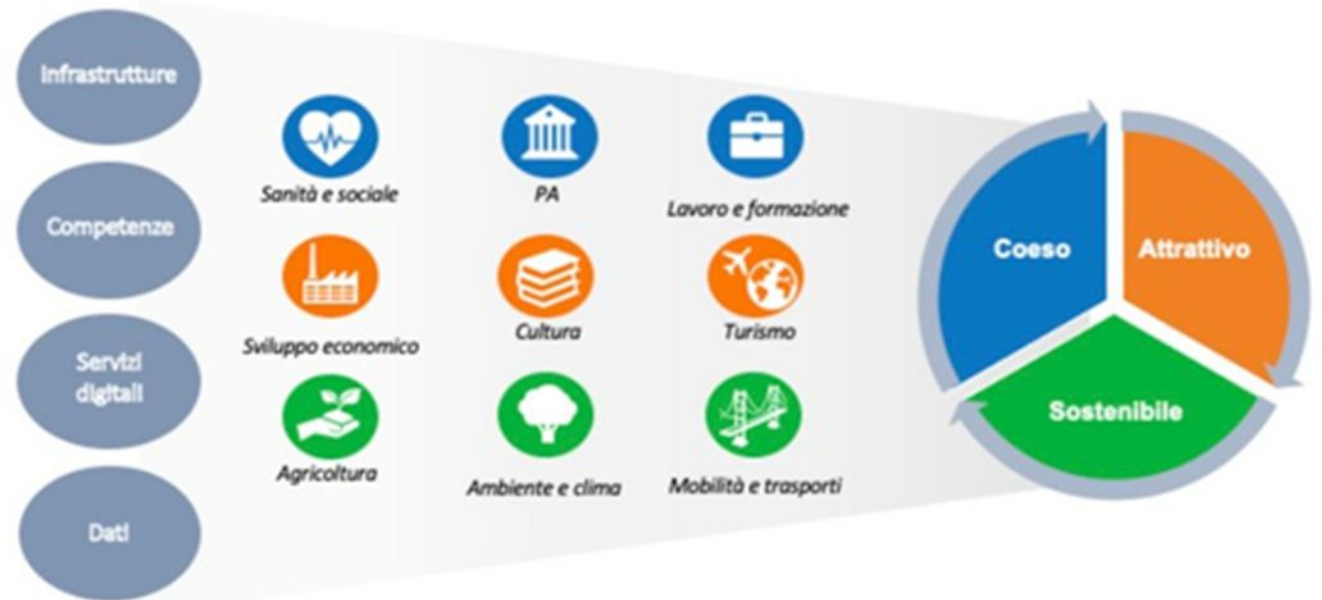 Infrastrutture
Competenze
Servizi
digitali
Dati
Sanità e sociale
PA
Lavoro e formazione
Sviluppo economico
Cultura
Turismo
Agricoltura
Ambiente e clima
Mobilità e trasporti
Coeso
Attrattivo
Sostenibile